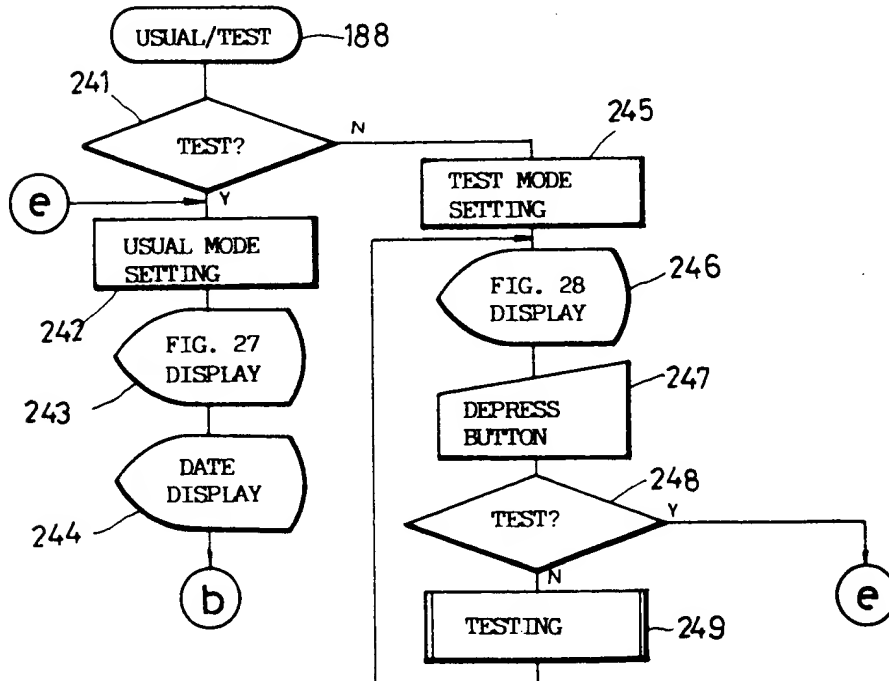 USUAL/TEST
188
241
TEST?
N
Y
e
USUAL MODE
SETTING
242
FIG. 27
DISPLAY
243
DATE
DISPLAY
244
b
245
TEST MODE
SETTING
246
FIG. 28
DISPLAY
247
DEPRESS
BUTTON
248
TEST?
Y
N
e
TESTING
249